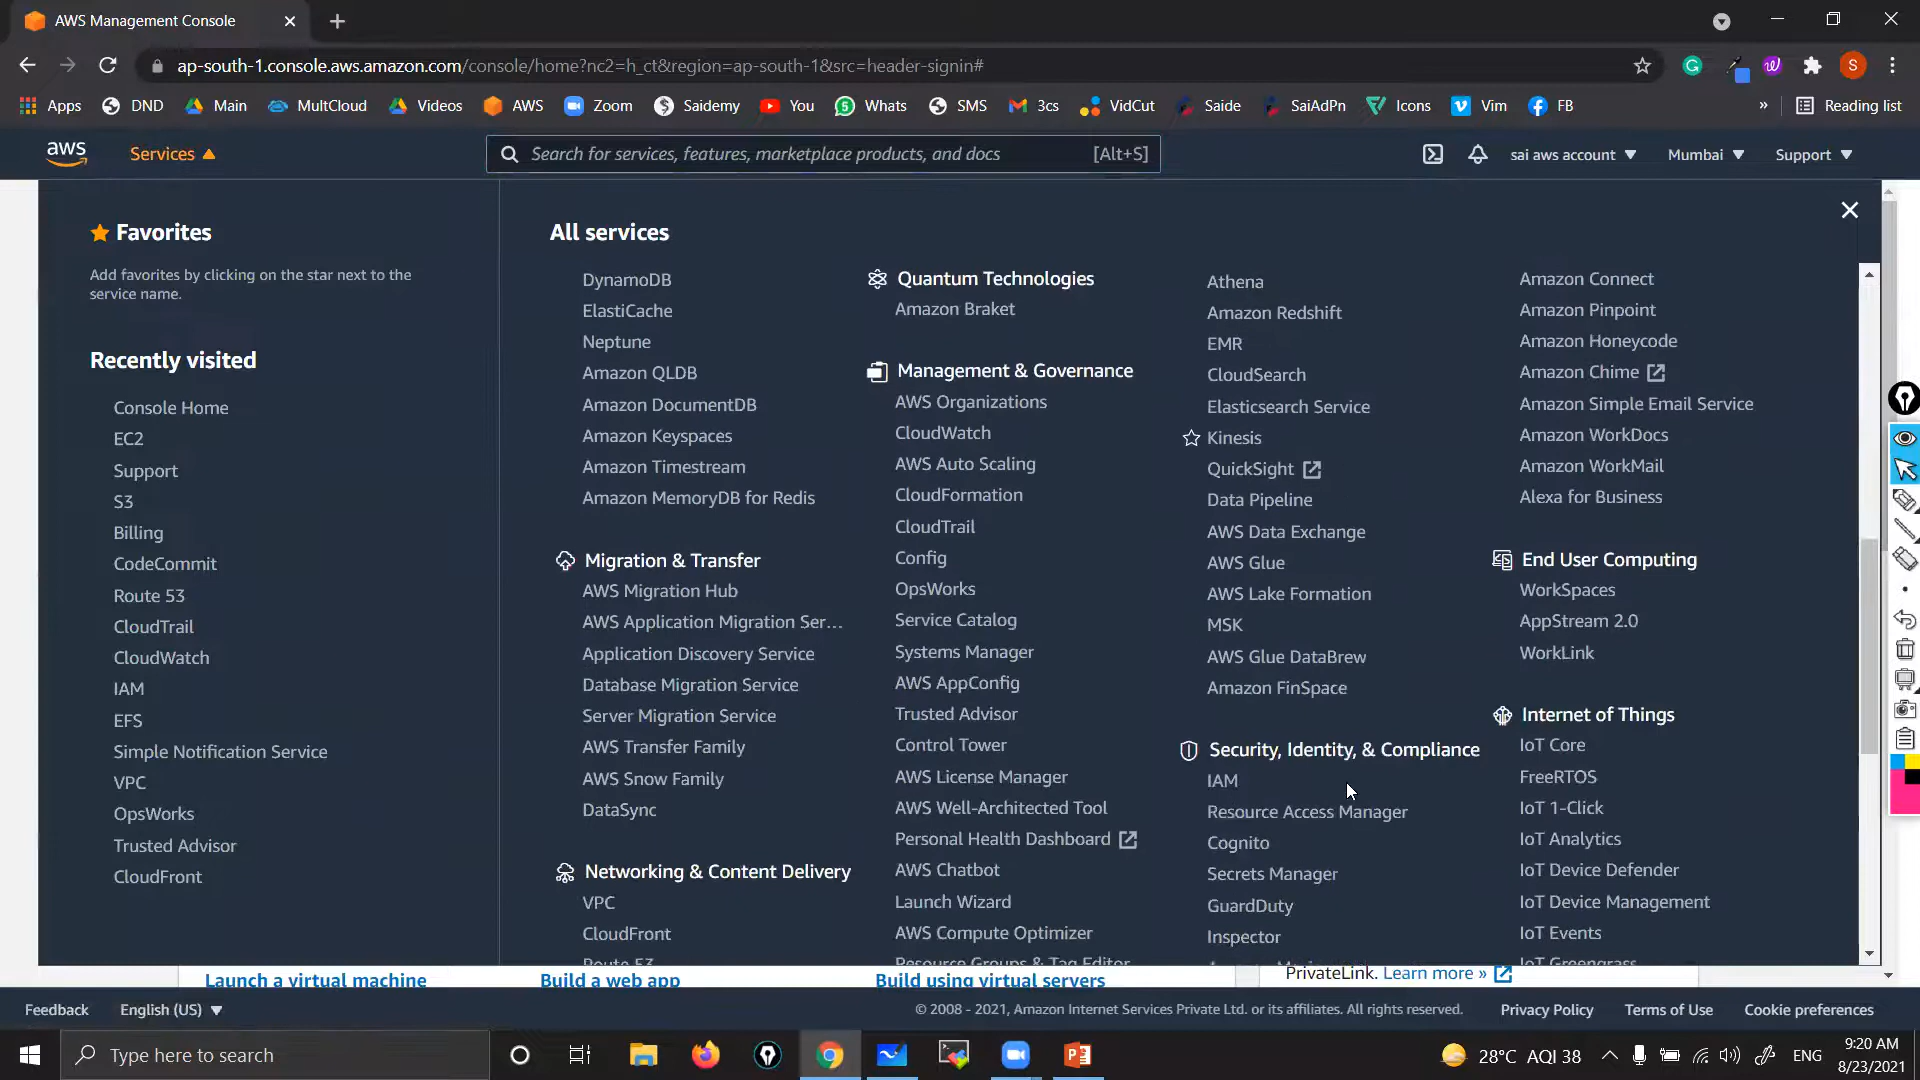 AWS Management Console
ap-south-1.console.aws.amazon.com/console/home?nc2=h_ct&region=ap-south-1&src=header-signin#
S
Apps DND Main MultCloud Videos AWS Zoom Saidemy You Whats SMS 3cs VidCut Saide SaiAdPn Icons Vim FB » Reading list
aws Services Search for services, features, marketplace products, and docs [Alt+S] sai aws account Mumbai Support
Favorites
Add favorites by clicking on the star next to the
service name.
Recently visited
Console Home
EC2
Support
S3
Billing
CodeCommit
Route 53
CloudTrail
CloudWatch
IAM
EFS
Simple Notification Service
VPC
OpsWorks
Trusted Advisor
CloudFront
All services
DynamoDB
ElastiCache
Neptune
Amazon QLDB
Amazon DocumentDB
Amazon Keyspaces
Amazon Timestream
Amazon MemoryDB for Redis
Migration & Transfer
AWS Migration Hub
AWS Application Migration Ser...
Application Discovery Service
Database Migration Service
Server Migration Service
AWS Transfer Family
AWS Snow Family
DataSync
Networking & Content Delivery
VPC
CloudFront
Route 53
Quantum Technologies
Amazon Braket
Management & Governance
AWS Organizations
CloudWatch
AWS Auto Scaling
CloudFormation
CloudTrail
Config
OpsWorks
Service Catalog
Systems Manager
AWS AppConfig
Trusted Advisor
Control Tower
AWS License Manager
AWS Well-Architected Tool
Personal Health Dashboard
AWS Chatbot
Launch Wizard
AWS Compute Optimizer
Resource Groups & Tag Editor
Athena
Amazon Redshift
EMR
CloudSearch
Elasticsearch Service
Kinesis
QuickSight
Data Pipeline
AWS Data Exchange
AWS Glue
AWS Lake Formation
MSK
AWS Glue DataBrew
Amazon FinSpace
Security, Identity, & Compliance
IAM
Resource Access Manager
Cognito
Secrets Manager
GuardDuty
Inspector
Amazon Connect
Amazon Pinpoint
Amazon Honeycode
Amazon Chime
Amazon Simple Email Service
Amazon WorkDocs
Amazon WorkMail
Alexa for Business
End User Computing
WorkSpaces
AppStream 2.0
WorkLink
Internet of Things
IoT Core
FreeRTOS
IoT 1-Click
IoT Analytics
IoT Device Defender
IoT Device Management
IoT Events
IoT Greengrass
Launch a virtual machine Build a web app Build using virtual servers PrivateLink. Learn more »
Feedback English (US) © 2008 - 2021, Amazon Internet Services Private Ltd. or its affiliates. All rights reserved. Privacy Policy Terms of Use Cookie preferences
Type here to search 28°C AQI 38 ENG 9:20 AM
8/23/2021